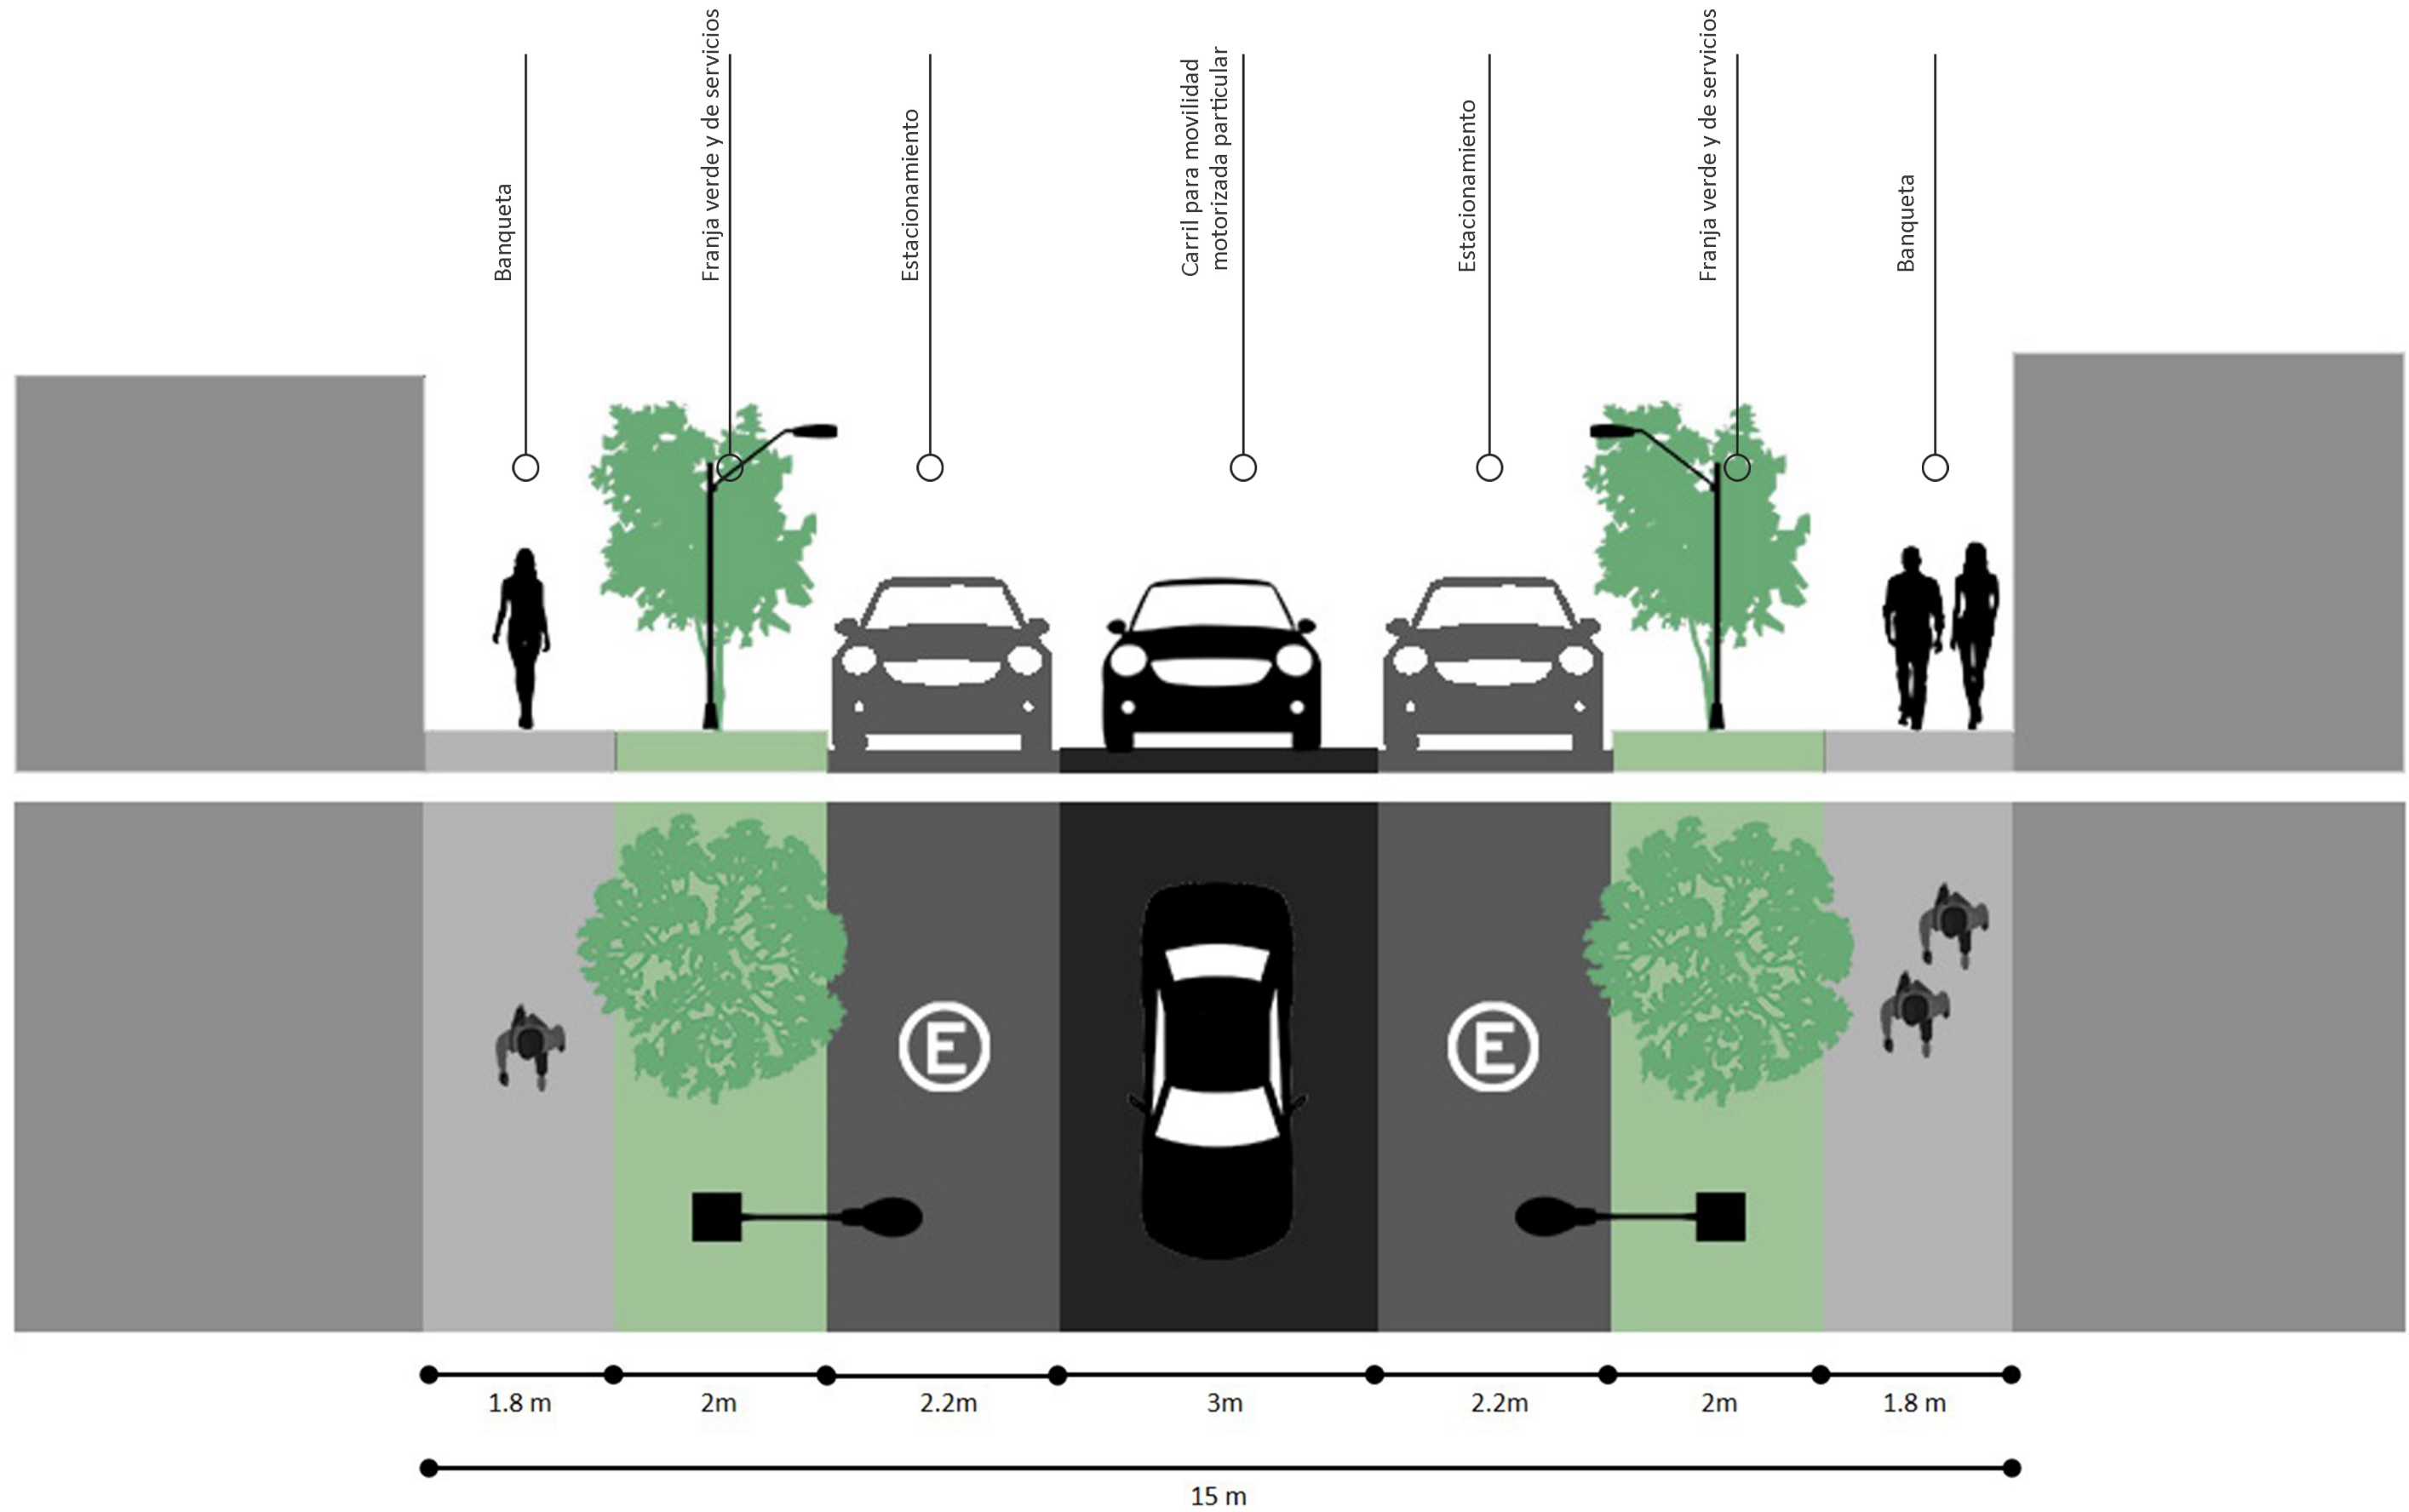 Banqueta
Franja verde y de servicios
Estacionamiento
Carril para movilidad
motorizada particular
Estacionamiento
Franja verde y de servicios
Banqueta
E
E
1.8 m
2m
2.2m
3m
2.2m
2m
1.8 m
15 m